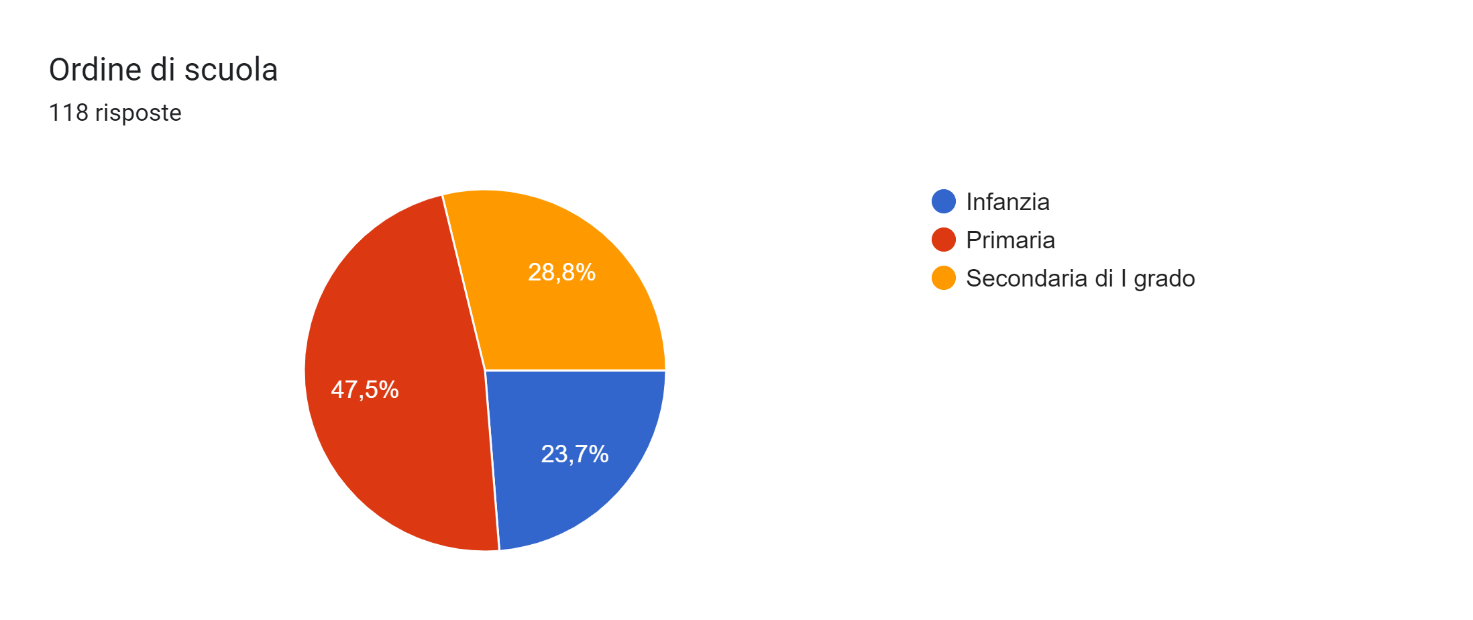 Ordine di scuola
118 risposte
28,8%
47,5%
23,7%
Infanzia
Primaria
Secondaria di I grado